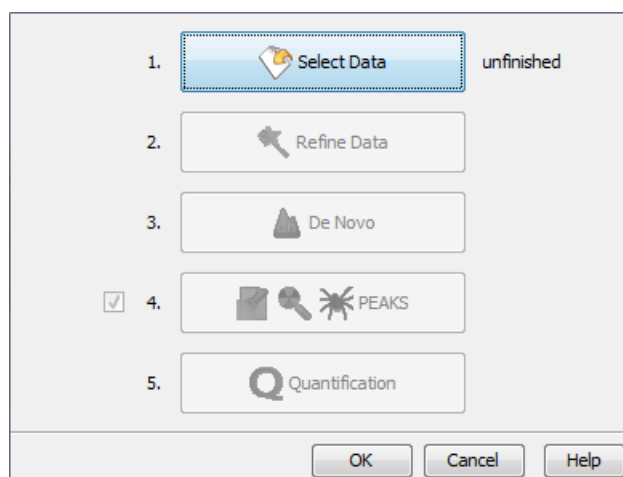 1. Select Data unfinished
2. Refine Data
3. De Novo
4. PEAKS
5. Q Quantification
OK Cancel Help